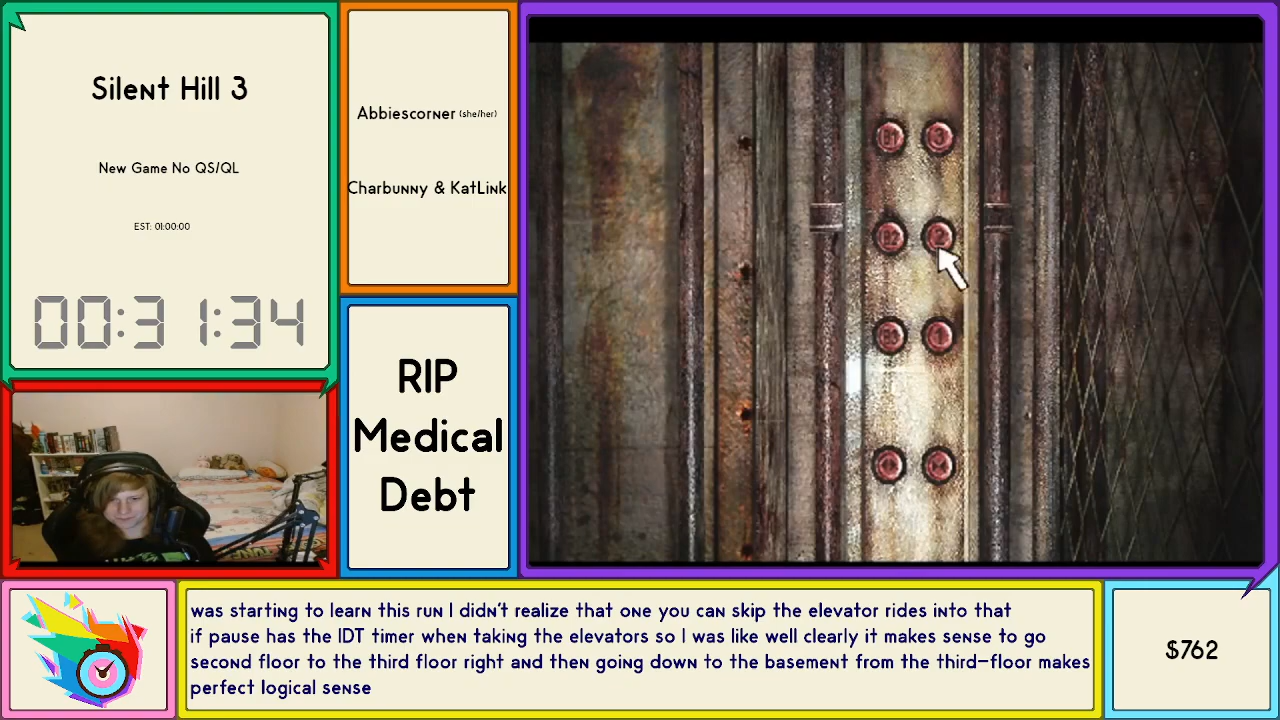 Silent Hill 3
New Game No QS/QL
EST: 01:00:00
00:31:34
Abbiescorner (she/her)
Charbunny & KatLink
RIP
Medical
Debt
B1 3
B2 2
B3 1
was starting to learn this run I didn't realize that one you can skip the elevator rides into that
if pause has the IDT timer when taking the elevators so I was like well clearly it makes sense to go
second floor to the third floor right and then going down to the basement from the third-floor makes
perfect logical sense
$762